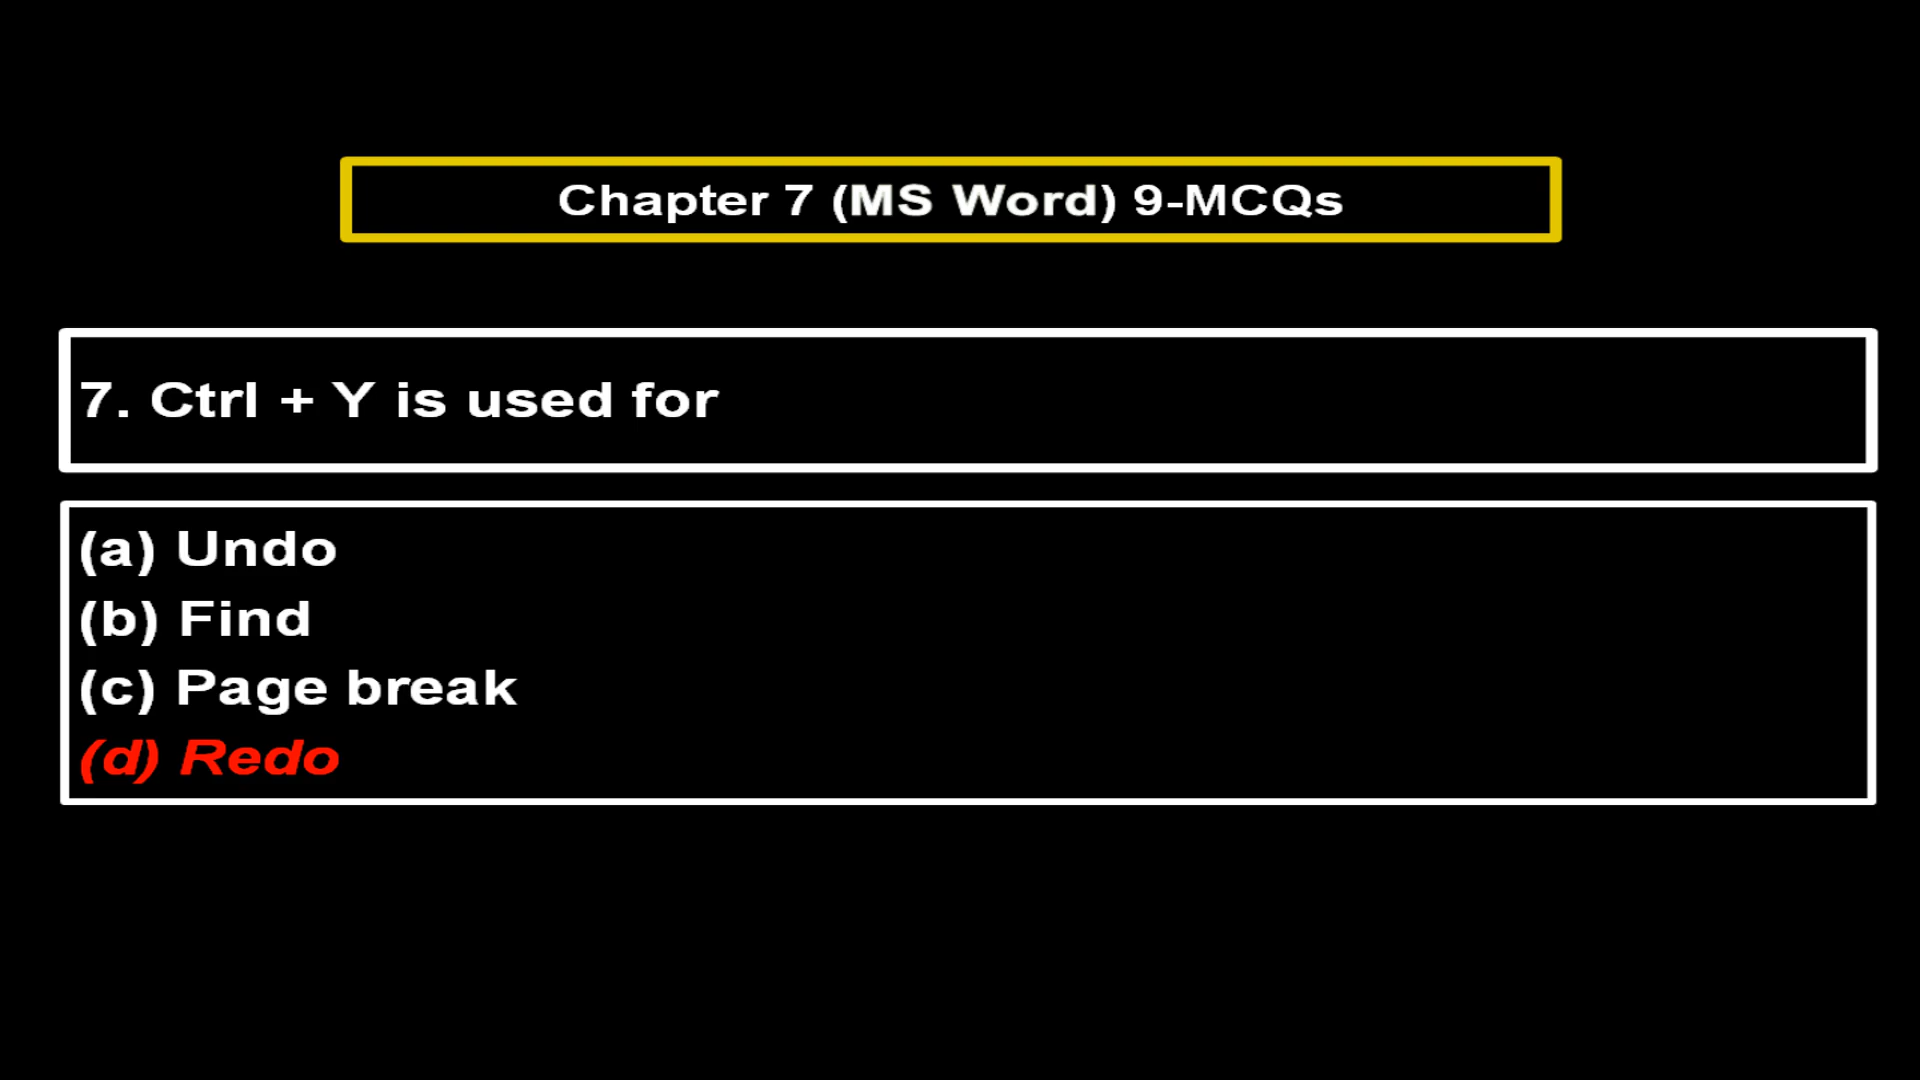 Chapter 7 (MS Word) 9-MCQs
7. Ctrl + Y is used for
(a) Undo
(b) Find
(c) Page break
(d) Redo